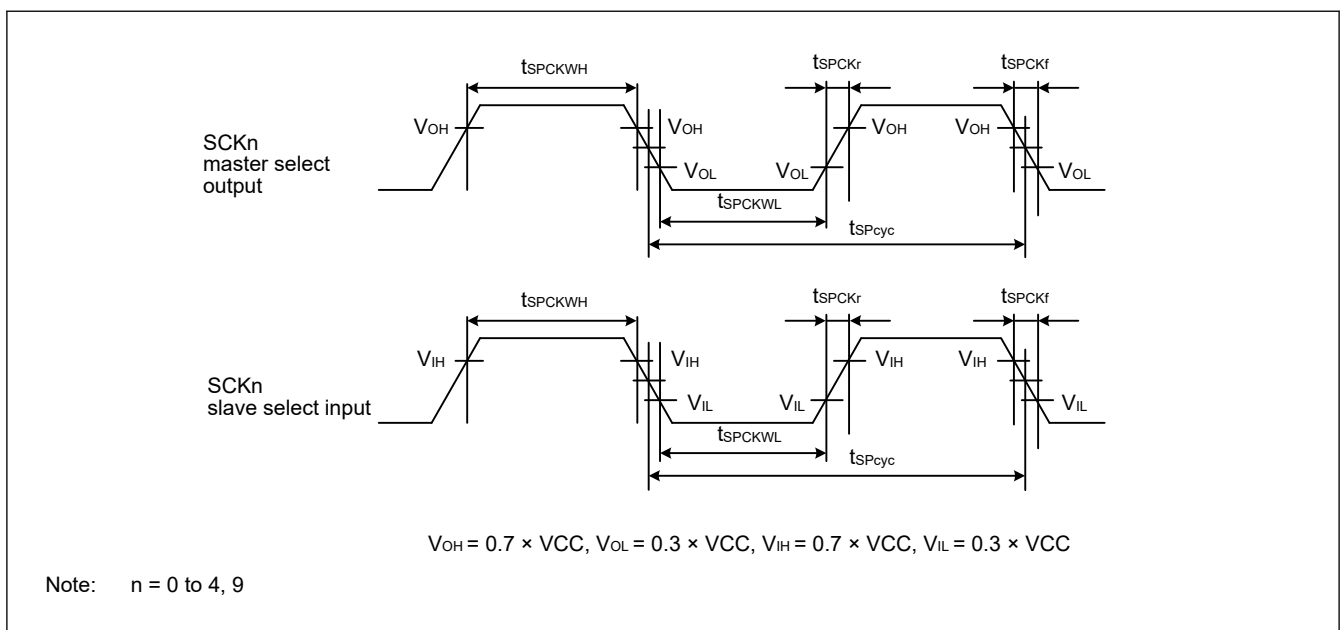 tSPCKWH
tSPCKr
tSPCKf
VOH
VOH
VOH
VOH
SCKn
master select
output
VOL
VOL
VOL
tSPCKWL
tSPcyc
tSPCKWH
tSPCKr
tSPCKf
VIH
VIH
VIH
VIH
SCKn
slave select input
VIL
VIL
VIL
tSPCKWL
tSPcyc
VOH = 0.7 × VCC, VOL = 0.3 × VCC, VIH = 0.7 × VCC, VIL = 0.3 × VCC
Note: n = 0 to 4, 9